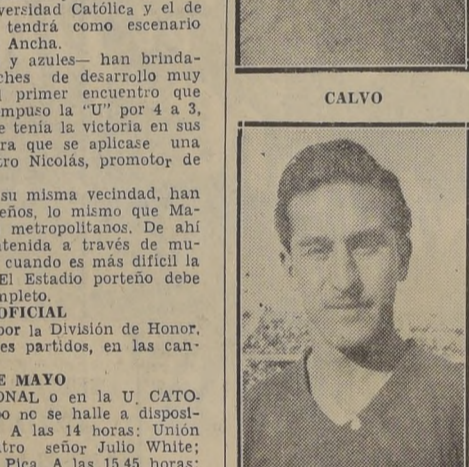 versidad Católica y el de
tendrá como escenario
Ancha.
y azules— han brinda-
ches de desarrollo muy
primer encuentro que
mpuso la "U" por 4 a 3,
e tenía la victoria en sus
ra que se aplicase una
tro Nicolás, promotor de
su misma vecindad, han
eños, lo mismo que Ma-
metropolitanos. De ahí
ntenida a través de mu-
cuando es más difícil la
El Estadio porteño debe
mpleto.
OFICIAL
por la División de Honor.
es partidos, en las can-
E MAYO
ONAL o en la U. CATO-
po no se halle a disposi-
A las 14 horas: Unión
tro señor Julio White;
Pica. A las 15.45 horas:
CALVO